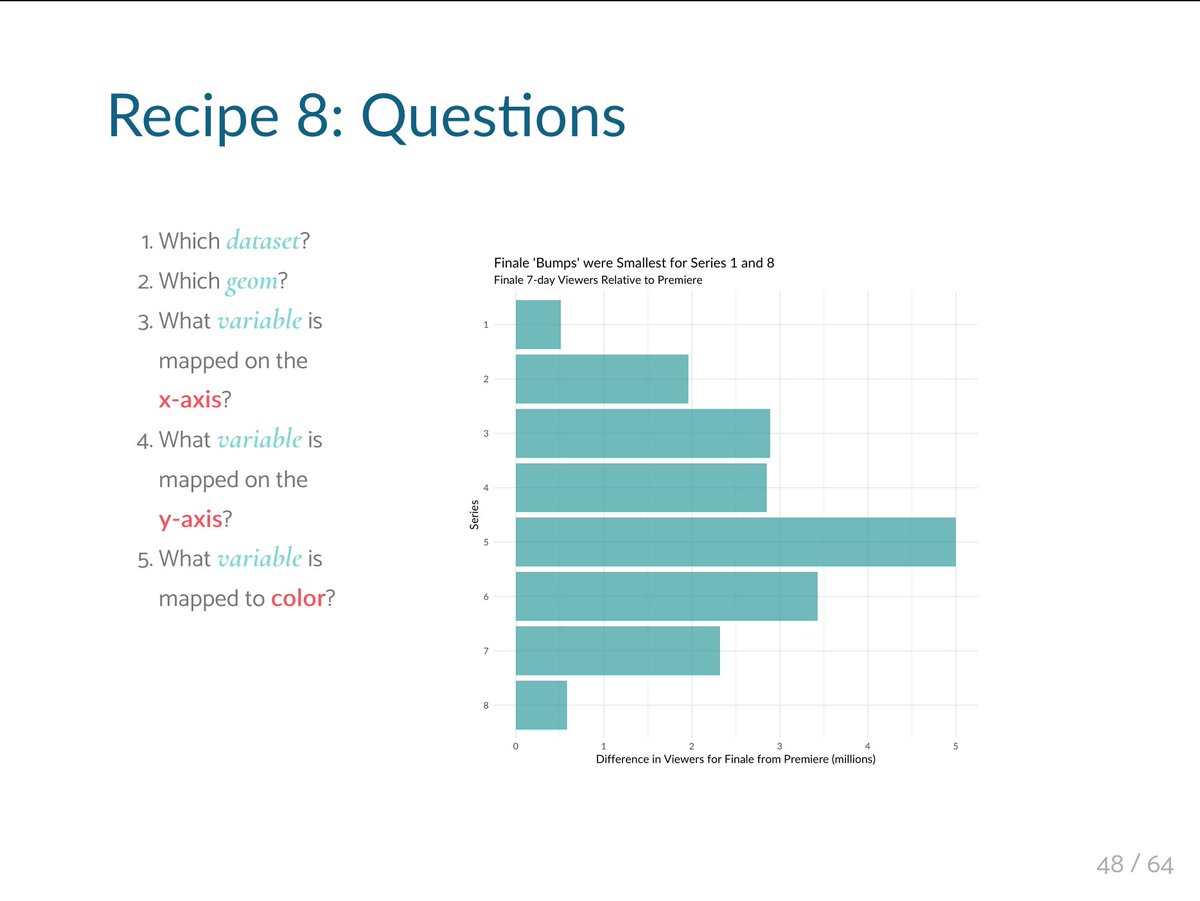 Recipe 8: Questions
1. Which dataset?
2. Which geom?
3. What variable is
mapped on the
x-axis?
4. What variable is
mapped on the
y-axis?
5. What variable is
mapped to color?
Finale 'Bumps' were Smallest for Series 1 and 8
Finale 7-day Viewers Relative to Premiere
Series
1
2
3
4
5
6
7
8
0 1 2 3 4 5
Difference in Viewers for Finale from Premiere (millions)
48 / 64